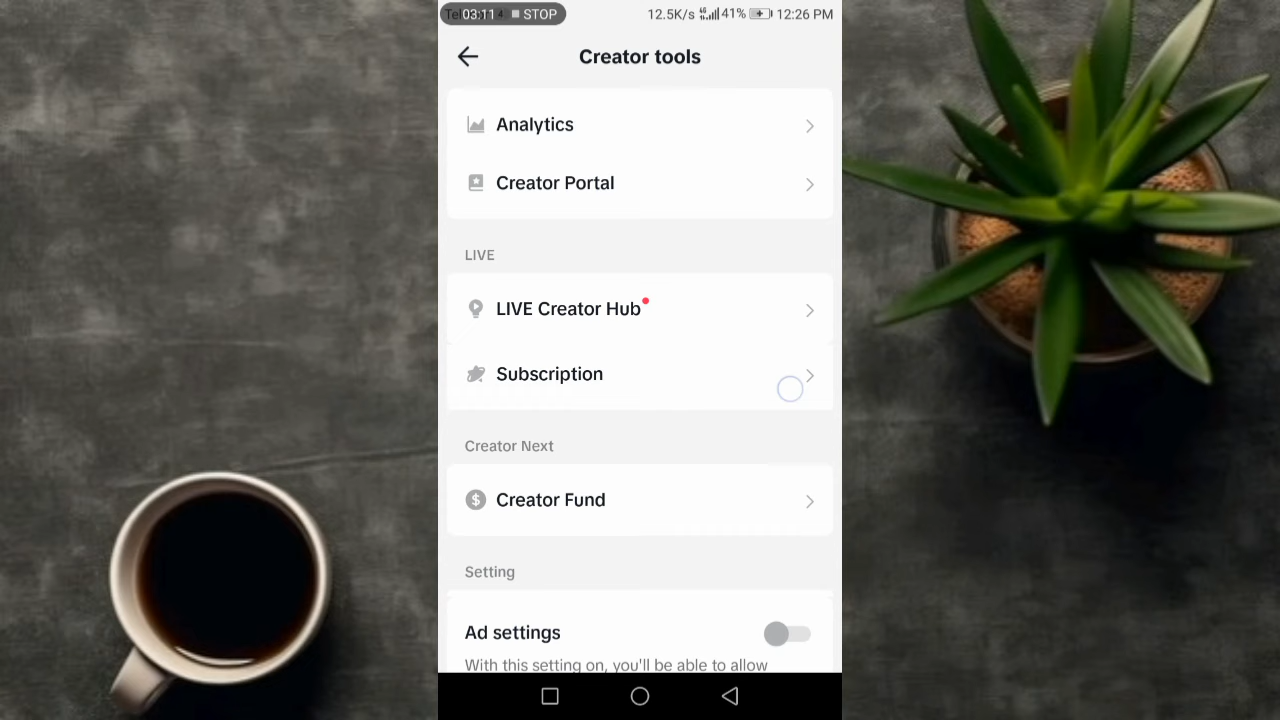 03:11 STOP 12.5K/s 41% 12:26 PM
Creator tools
Analytics
Creator Portal
LIVE
LIVE Creator Hub
Subscription
Creator Next
Creator Fund
Setting
Ad settings
With this setting on, you'll be able to allow